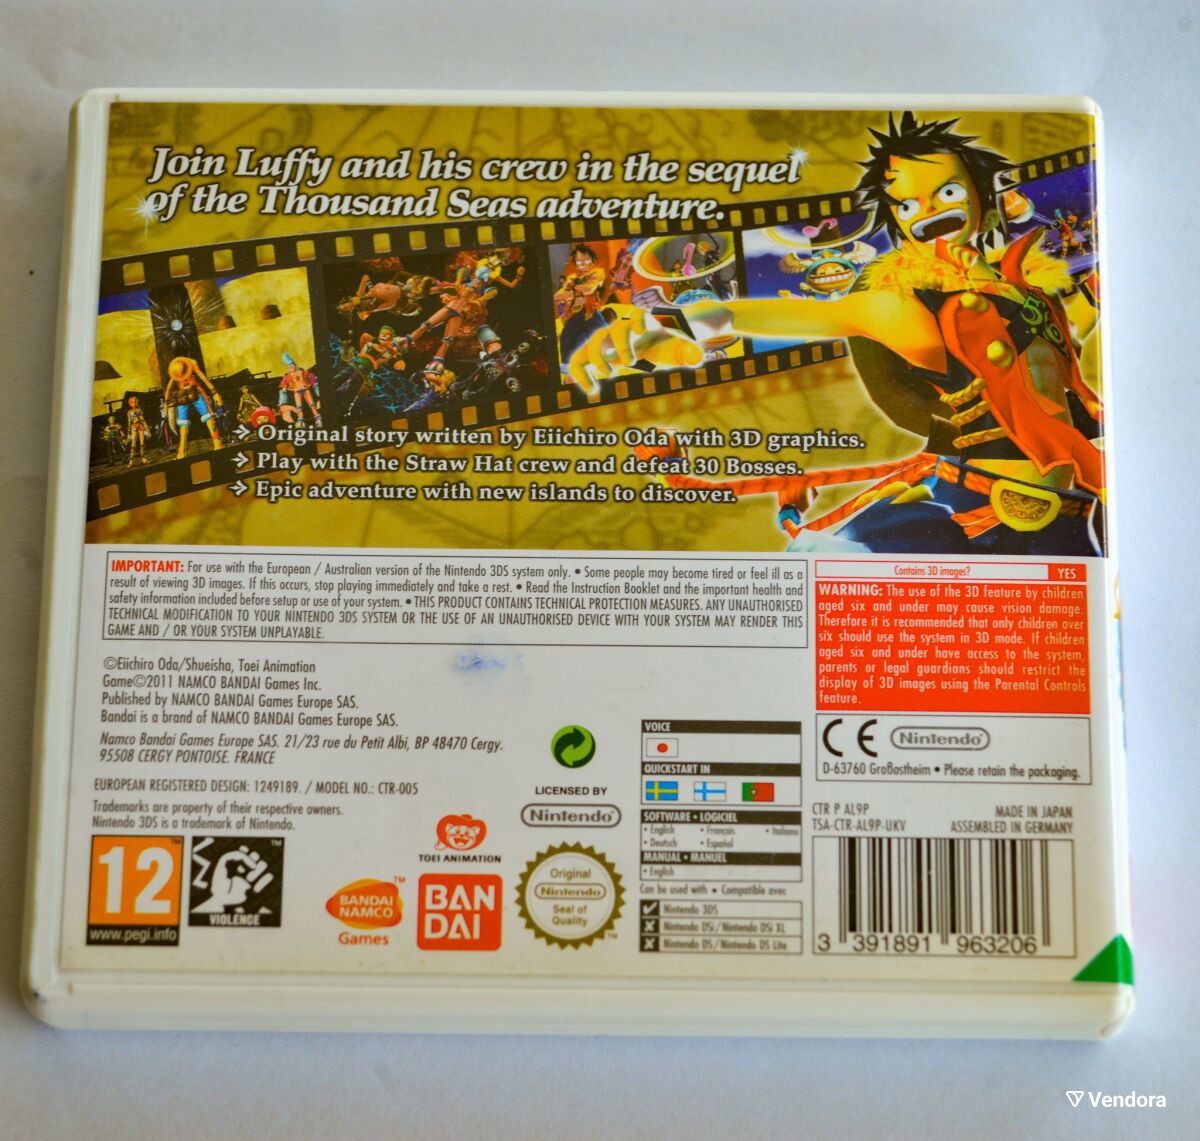 Join Luffy and his crew in the sequel
of the Thousand Seas adventure.
Original story written by Eiichiro Oda with 3D graphics.
Play with the Straw Hat crew and defeat 30 Bosses.
Epic adventure with new islands to discover.
IMPORTANT: For use with the European / Australian version of the Nintendo 3DS system only. • Some people may become tired or feel ill as a
result of viewing 3D images. If this occurs, stop playing immediately and take a rest. • Read the Instruction Booklet and the important health and
safety information included before setup or use of your system. • THIS PRODUCT CONTAINS TECHNICAL PROTECTION MEASURES. ANY UNAUTHORISED
TECHNICAL MODIFICATION TO YOUR NINTENDO 3DS SYSTEM OR THE USE OF AN UNAUTHORISED DEVICE WITH YOUR SYSTEM MAY RENDER THIS
GAME AND / OR YOUR SYSTEM UNPLAYABLE.
Contains 3D images? YES
WARNING: The use of the 3D feature by children
aged six and under may cause vision damage.
Therefore it is recommended that only children over
six should use the system in 3D mode. If children
aged six and under have access to the system,
parents or legal guardians should restrict the
display of 3D images using the Parental Controls
feature.
©Eiichiro Oda/Shueisha, Toei Animation
Game©2011 NAMCO BANDAI Games Inc.
Published by NAMCO BANDAI Games Europe SAS.
Bandai is a brand of NAMCO BANDAI Games Europe SAS.
Namco Bandai Games Europe SAS. 21/23 rue du Petit Albi, BP 48470 Cergy.
95508 CERGY PONTOISE. FRANCE
EUROPEAN REGISTERED DESIGN: 1249189. / MODEL NO.: CTR-005
Trademarks are property of their respective owners.
Nintendo 3DS is a trademark of Nintendo.
12
www.pegi.info
VIOLENCE
TOEI ANIMATION
BANDAI
NAMCO
Games
BAN
DAI
LICENSED BY
Nintendo
Original
Nintendo
Seal of
Quality
VOICE
QUICKSTART IN
SOFTWARE • LOGICIEL
• English • Français • Italiano
• Deutsch • Español
MANUAL • MANUEL
• English
Can be used with • Compatible avec
Nintendo 3DS
Nintendo DSi/Nintendo DSi XL
Nintendo DS/Nintendo DS Lite
CE Nintendo
D-63760 Großostheim • Please retain the packaging.
CTR P AL9P MADE IN JAPAN
TSA-CTR-AL9P-UKV ASSEMBLED IN GERMANY
3 391891 963206
Vendora